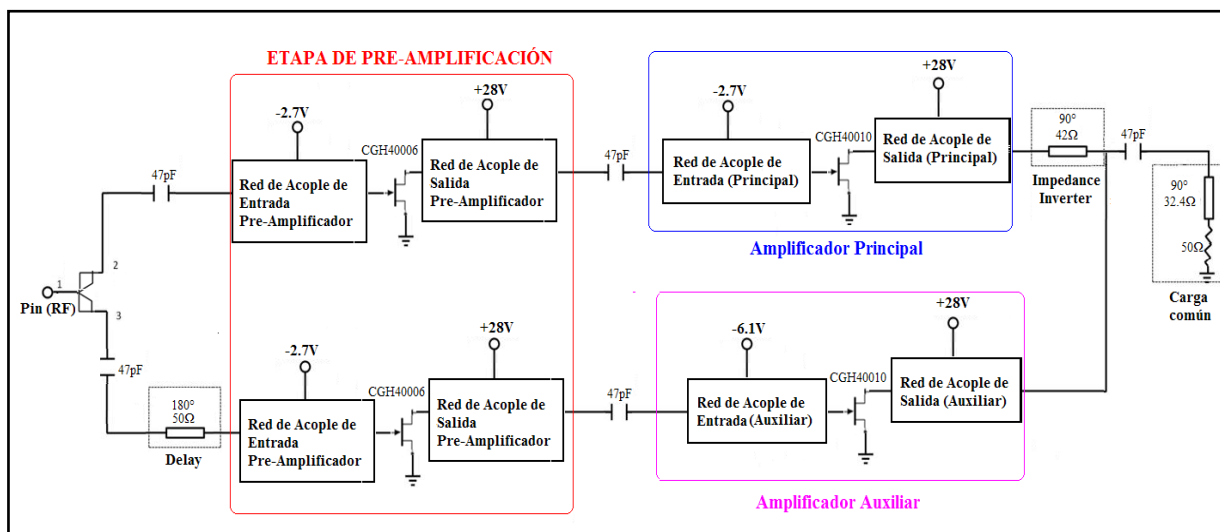 ETAPA DE PRE-AMPLIFICACIÓN
-2.7V
+28V
CGH40006
47pF
Red de Acople de
Entrada
Pre-Amplificador
Red de Acople de
Salida
Pre-Amplificador
47pF
-2.7V
+28V
CGH40010
Red de Acople de
Entrada (Principal)
Red de Acople de
Salida (Principal)
Amplificador Principal
90°
42Ω
Impedance
Inverter
47pF
90°
32.4Ω
50Ω
Carga
común
1
2
3
Pin (RF)
47pF
180°
50Ω
Delay
-2.7V
+28V
CGH40006
Red de Acople de
Entrada
Pre-Amplificador
Red de Acople de
Salida
Pre-Amplificador
47pF
-6.1V
+28V
CGH40010
Red de Acople de
Entrada (Auxiliar)
Red de Acople de
Salida (Auxiliar)
Amplificador Auxiliar